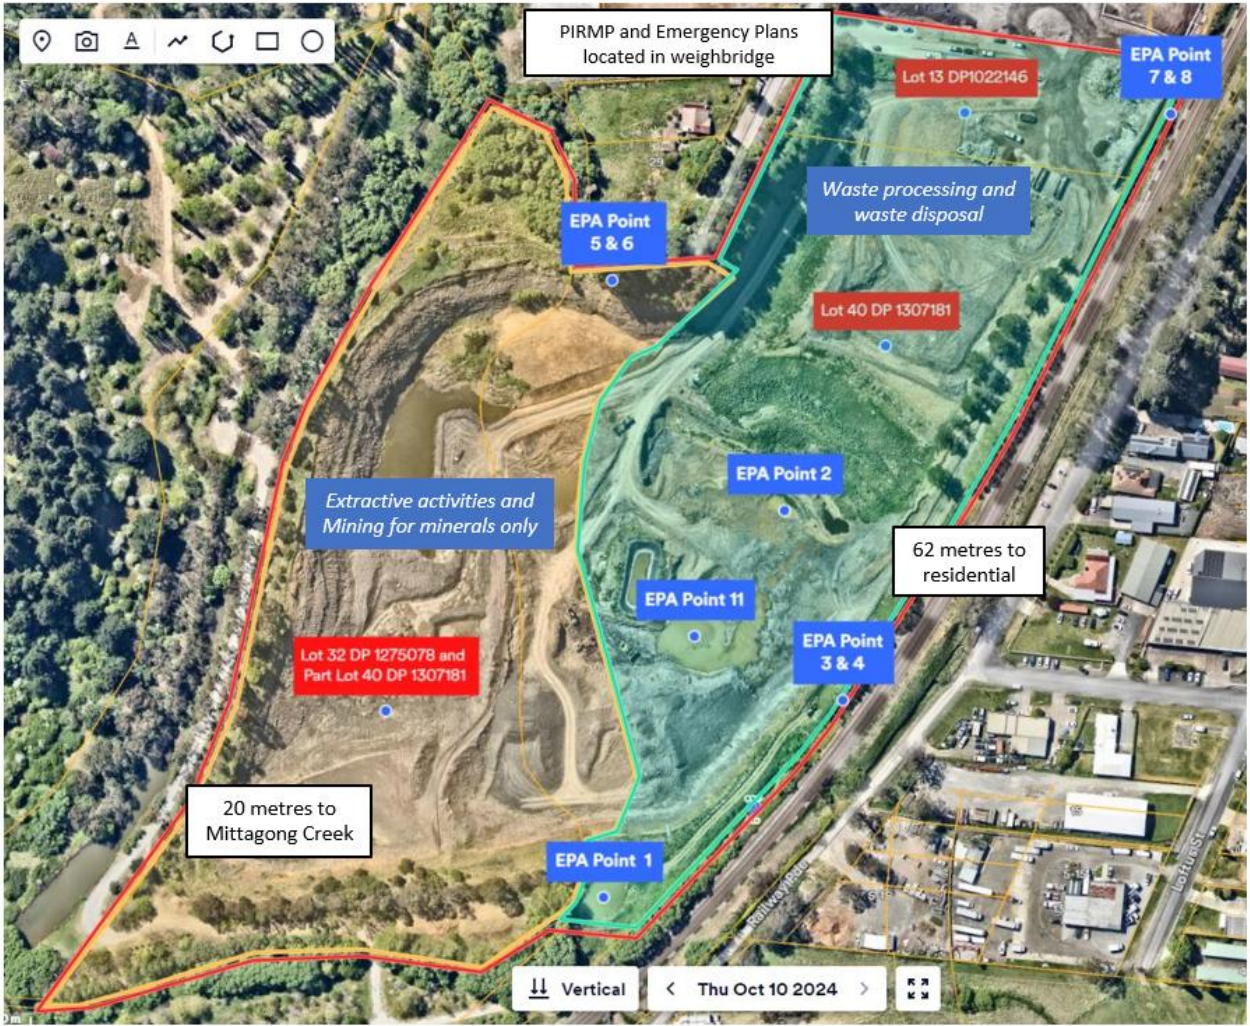 A
PIRMP and Emergency Plans
located in weighbridge
EPA Point
7 & 8
Lot 13 DP1022146
29
Waste processing and
waste disposal
EPA Point
5 & 6
Lot 40 DP 1307181
EPA Point 2
Extractive activities and
Mining for minerals only
62 metres to
residential
EPA Point 11
EPA Point
3 & 4
Lot 32 DP 1275078 and
Part Lot 40 DP 1307181
20 metres to
Mittagong Creek
15
EPA Point 1
Loftus St
Vertical
Thu Oct 10 2024